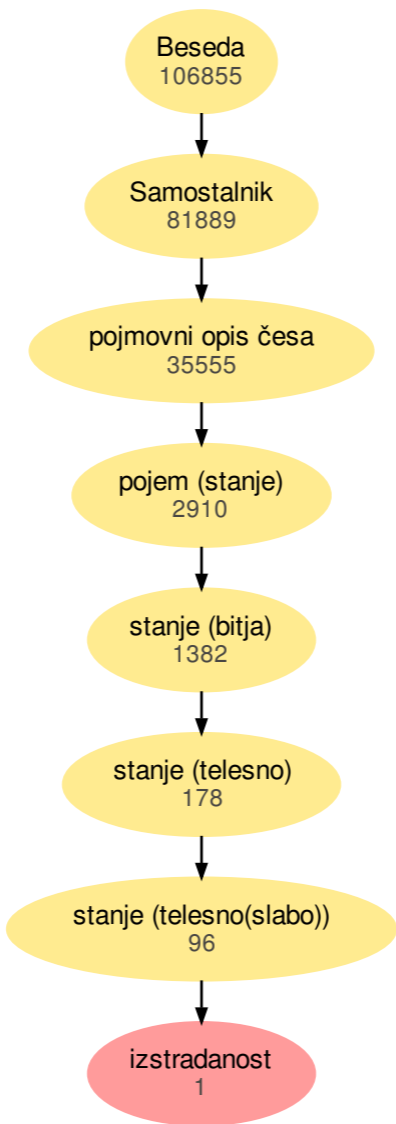 Beseda
106855
Samostalnik
81889
pojmovni opis česa
35555
pojem (stanje)
2910
stanje (bitja)
1382
stanje (telesno)
178
stanje (telesno(slabo))
96
izstradanost
1